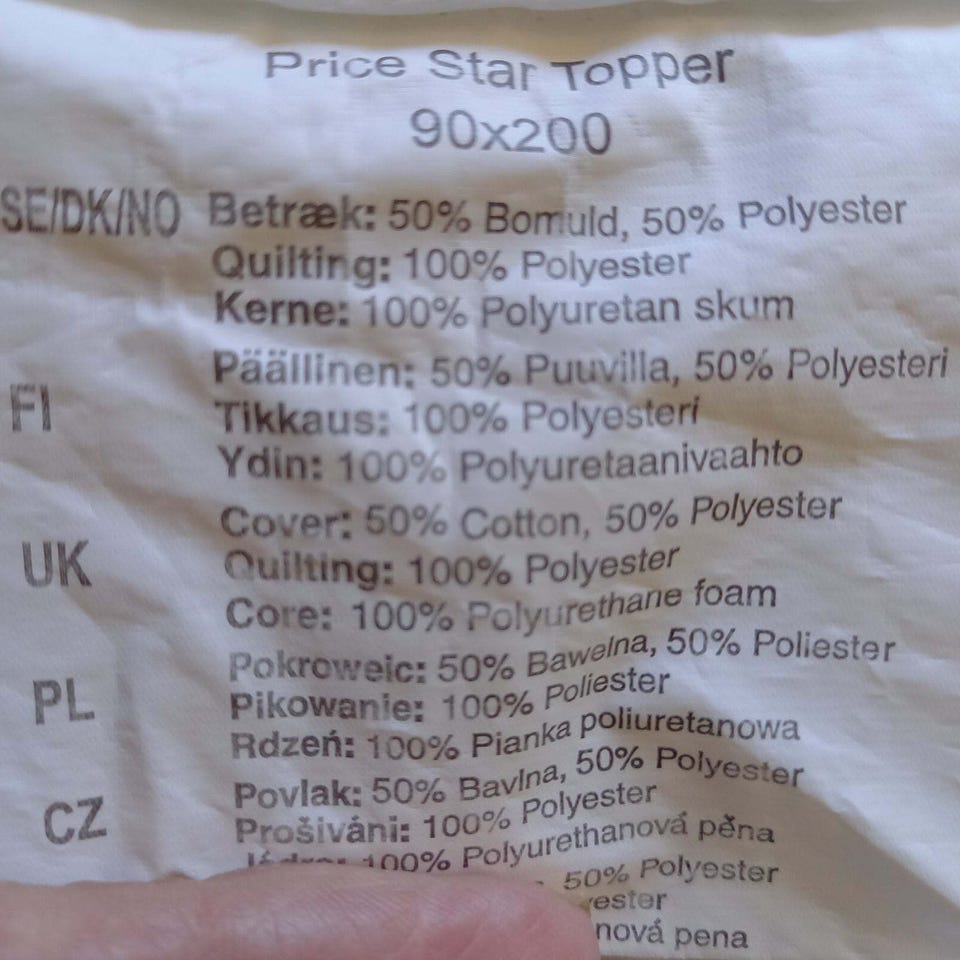 Price Star Topper
90x200
SE/DK/NO Betræk: 50% Bomuld, 50% Polyester
Quilting: 100% Polyester
Kerne: 100% Polyuretan skum
Päällinen: 50% Puuvilla, 50% Polyesteri
FI Tikkaus: 100% Polyesteri
Ydin: 100% Polyuretaanivaahto
Cover: 50% Cotton, 50% Polyester
UK Quilting: 100% Polyester
Core: 100% Polyurethane foam
Pokroweic: 50% Bawelna, 50% Poliester
PL Pikowanie: 100% Poliester
Rdzeń: 100% Pianka poliuretanowa
Povlak: 50% Bavlna, 50% Polyester
CZ Prošiváni: 100% Polyester
100% Polyurethanová pěna
50% Polyester
ester
nová pena